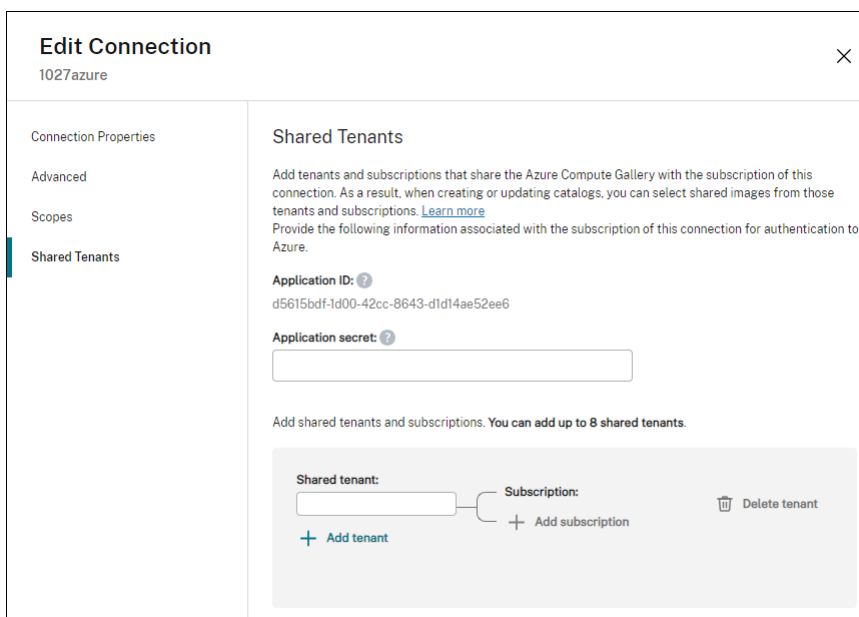 Edit Connection
1027azure
Connection Properties
Advanced
Scopes
Shared Tenants
Shared Tenants
Add tenants and subscriptions that share the Azure Compute Gallery with the subscription of this
connection. As a result, when creating or updating catalogs, you can select shared images from those
tenants and subscriptions. Learn more
Provide the following information associated with the subscription of this connection for authentication to
Azure.
Application ID: ?
d5615bdf-1d00-42cc-8643-d1d14ae52ee6
Application secret: ?
Add shared tenants and subscriptions. You can add up to 8 shared tenants.
Shared tenant:
Subscription:
Delete tenant
Add subscription
Add tenant